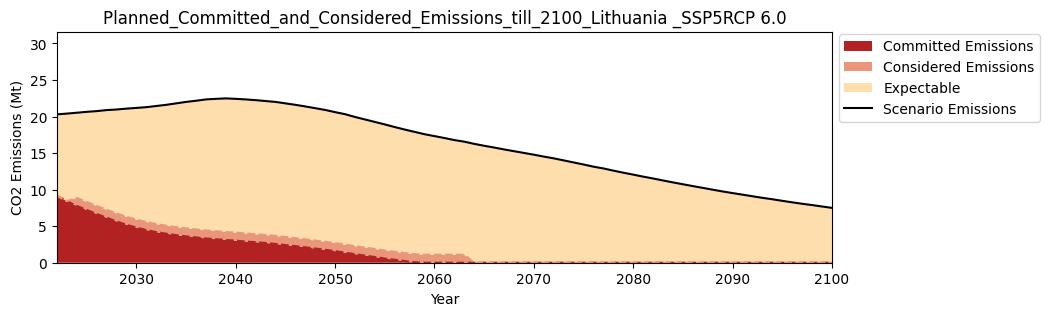 Planned_Committed_and_Considered_Emissions_till_2100_Lithuania _SSP5RCP 6.0
CO2 Emissions (Mt)
30
25
20
15
10
5
0
2030 2040 2050 2060 2070 2080 2090 2100
Year
Committed Emissions
Considered Emissions
Expectable
Scenario Emissions